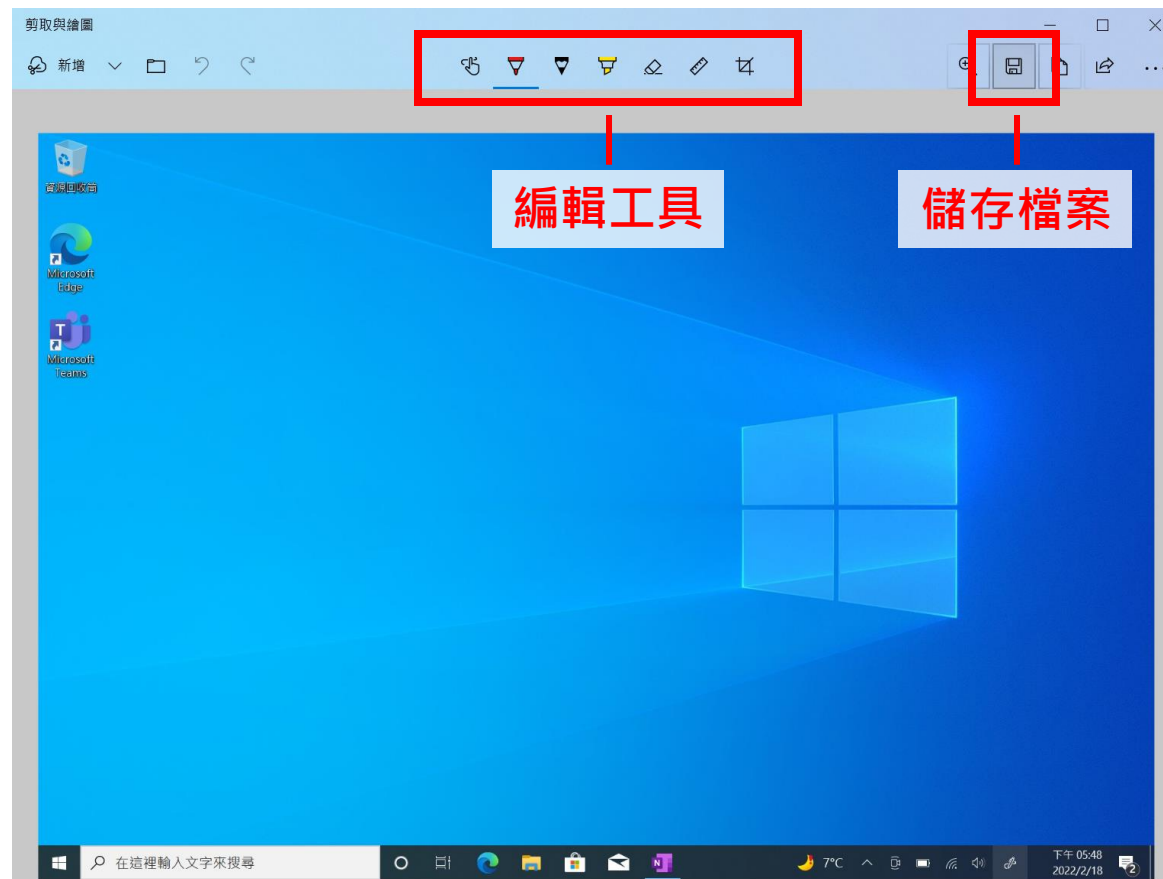 剪取與繪圖
新增
編輯工具
儲存檔案
資源回收筒
Microsoft
Edge
T
Microsoft
Teams
在這裡輸入文字來搜尋
N
7°C
下午 05:48
2022/2/18
2